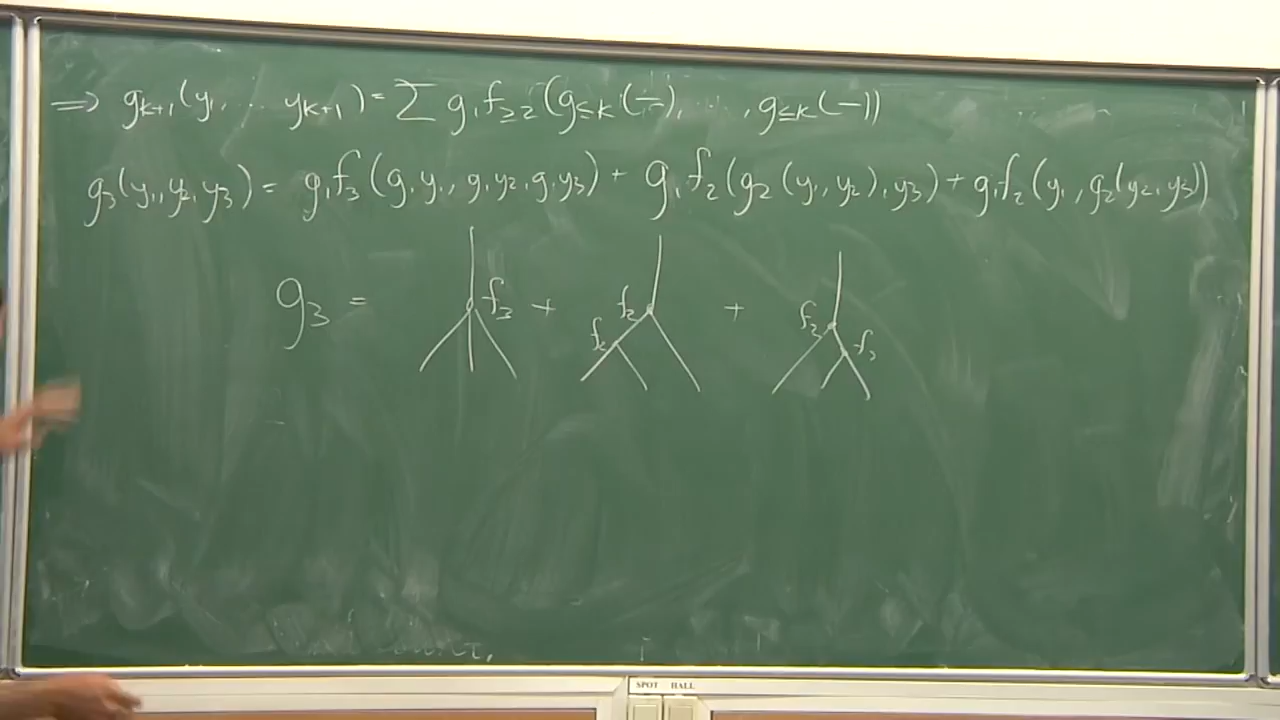 ⟹ g_{k+1}(y_1, ⋯ y_{k+1}) = ∑ g_1 f_{≥2}(g_{≤k}(—), ⋯, g_{≤k}(—))
g_3(y_1, y_2, y_3) = g_1 f_3(g_1 y_1, g_1 y_2, g_1 y_3) + g_1 f_2(g_2(y_1, y_2), y_3) + g_1 f_2(y_1, g_2(y_2, y_3))
g_3 = f_3 + f_2 f_2 + f_2 f_2
SPOT HALL